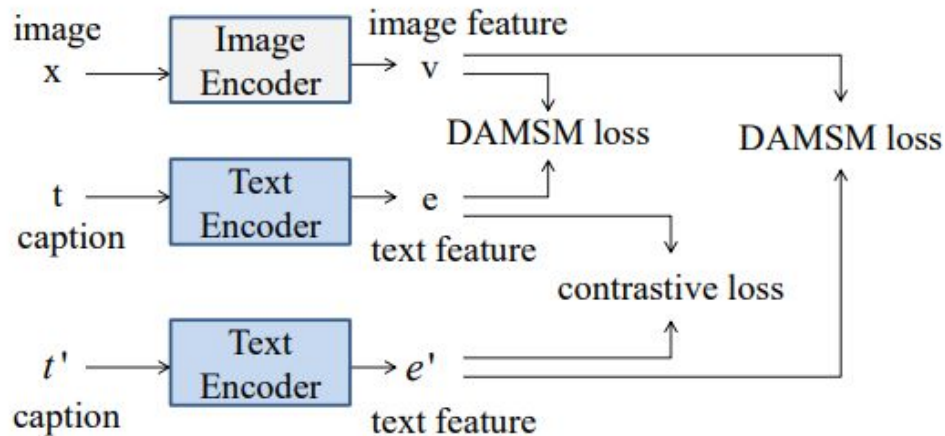 image
x
Image
Encoder
image feature
v
DAMSM loss
DAMSM loss
t
caption
Text
Encoder
e
text feature
contrastive loss
t'
caption
Text
Encoder
e'
text feature